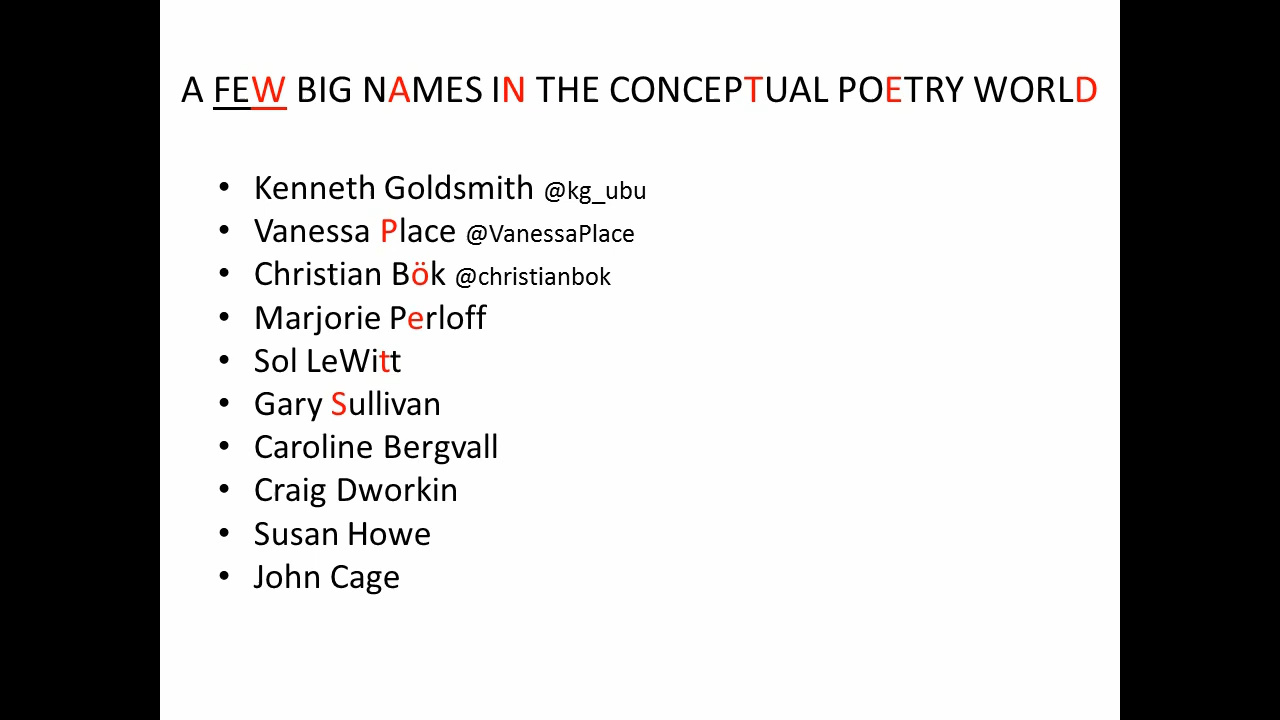 A FEW BIG NAMES IN THE CONCEPTUAL POETRY WORLD
• Kenneth Goldsmith @kg_ubu
• Vanessa Place @VanessaPlace
• Christian Bök @christianbok
• Marjorie Perloff
• Sol LeWitt
• Gary Sullivan
• Caroline Bergvall
• Craig Dworkin
• Susan Howe
• John Cage